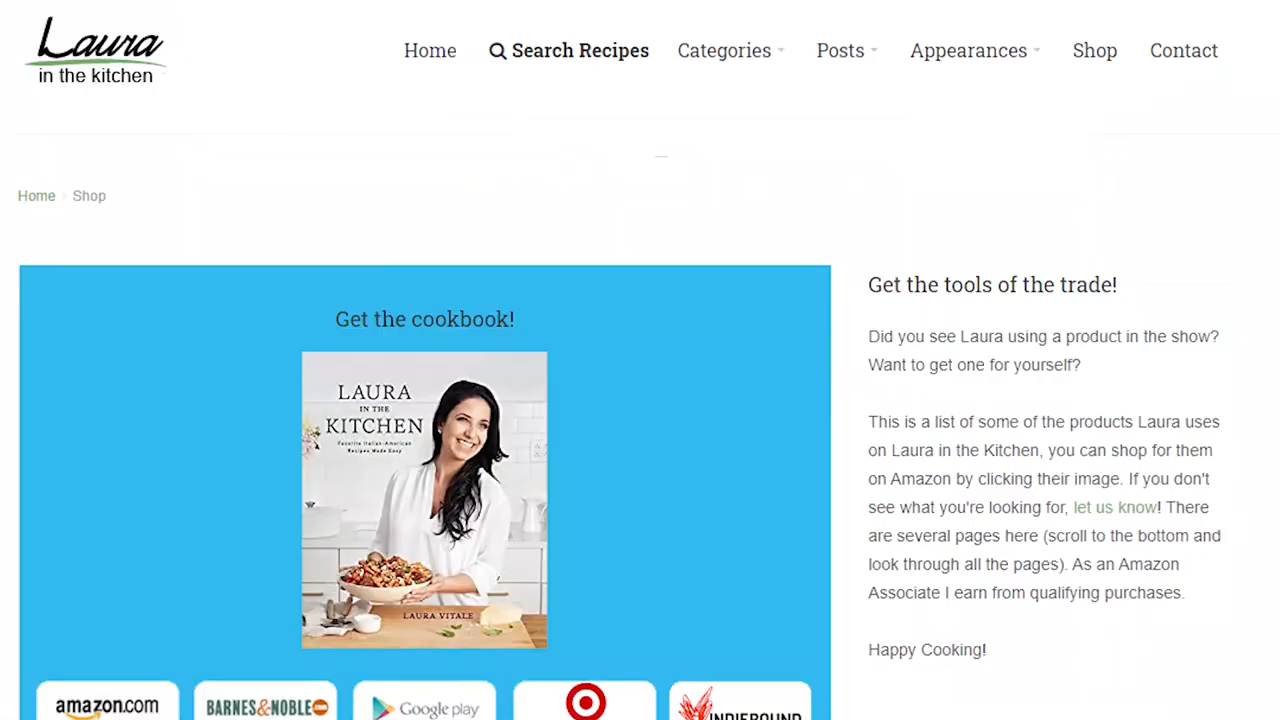 Laura
in the kitchen
Home
Search Recipes
Categories
Posts
Appearances
Shop
Contact
Home
Shop
Get the cookbook!
LAURA
IN THE
KITCHEN
Favorite Italian-American
Recipes Made Easy
LAURA VITALE
amazon.com
BARNES&NOBLE.COM
Google play
INDIEBOUND
Get the tools of the trade!
Did you see Laura using a product in the show?
Want to get one for yourself?
This is a list of some of the products Laura uses
on Laura in the Kitchen, you can shop for them
on Amazon by clicking their image. If you don't
see what you're looking for, let us know! There
are several pages here (scroll to the bottom and
look through all the pages). As an Amazon
Associate I earn from qualifying purchases.
Happy Cooking!